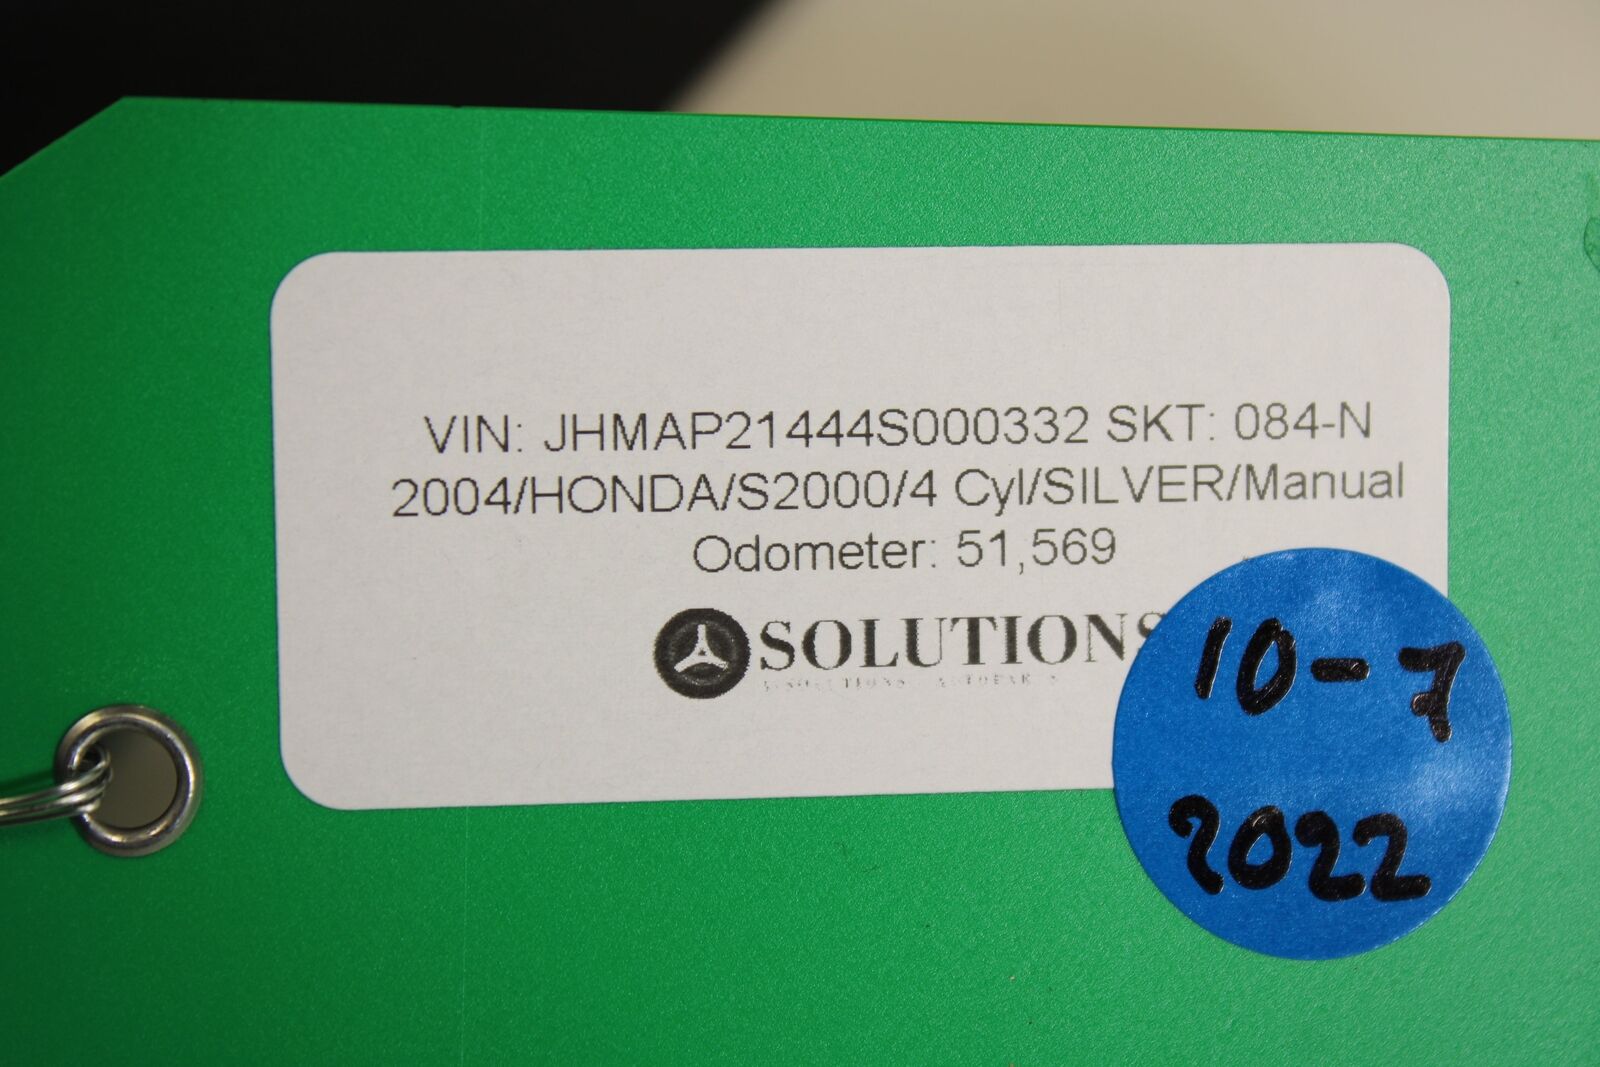 VIN: JHMAP21444S000332 SKT: 084-N
2004/HONDA/S2000/4 Cyl/SILVER/Manual
Odometer: 51,569
SOLUTIONS
10-7
2022